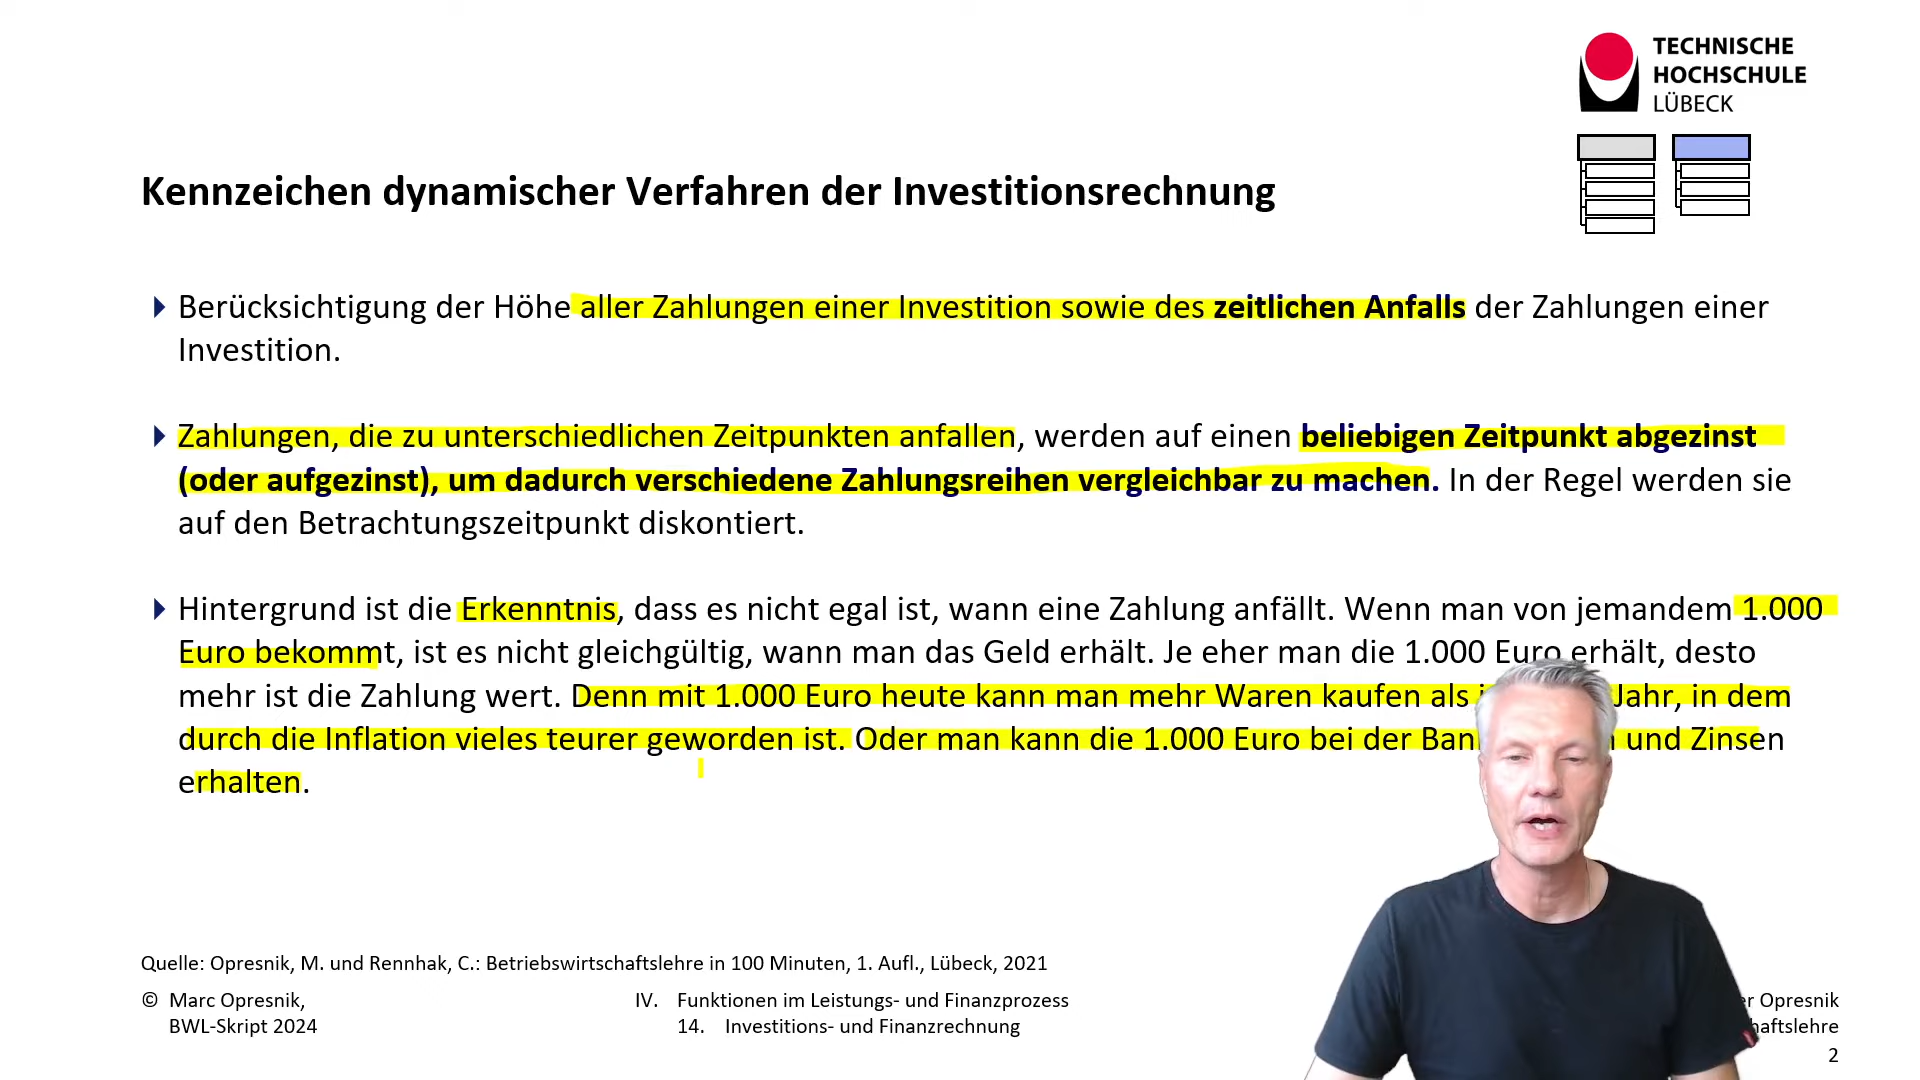 TECHNISCHE
HOCHSCHULE
LÜBECK
Kennzeichen dynamischer Verfahren der Investitionsrechnung
Berücksichtigung der Höhe aller Zahlungen einer Investition sowie des zeitlichen Anfalls der Zahlungen einer
Investition.
Zahlungen, die zu unterschiedlichen Zeitpunkten anfallen, werden auf einen beliebigen Zeitpunkt abgezinst
(oder aufgezinst), um dadurch verschiedene Zahlungsreihen vergleichbar zu machen. In der Regel werden sie
auf den Betrachtungszeitpunkt diskontiert.
Hintergrund ist die Erkenntnis, dass es nicht egal ist, wann eine Zahlung anfällt. Wenn man von jemandem 1.000
Euro bekommt, ist es nicht gleichgültig, wann man das Geld erhält. Je eher man die 1.000 Euro erhält, desto
mehr ist die Zahlung wert. Denn mit 1.000 Euro heute kann man mehr Waren kaufen als Jahr, in dem
durch die Inflation vieles teurer geworden ist. Oder man kann die 1.000 Euro bei der und Zinsen
erhalten.
Quelle: Opresnik, M. und Rennhak, C.: Betriebswirtschaftslehre in 100 Minuten, 1. Aufl., Lübeck, 2021
© Marc Opresnik,
BWL-Skript 2024
IV. Funktionen im Leistungs- und Finanzprozess
14. Investitions- und Finanzrechnung
Opresnik
2